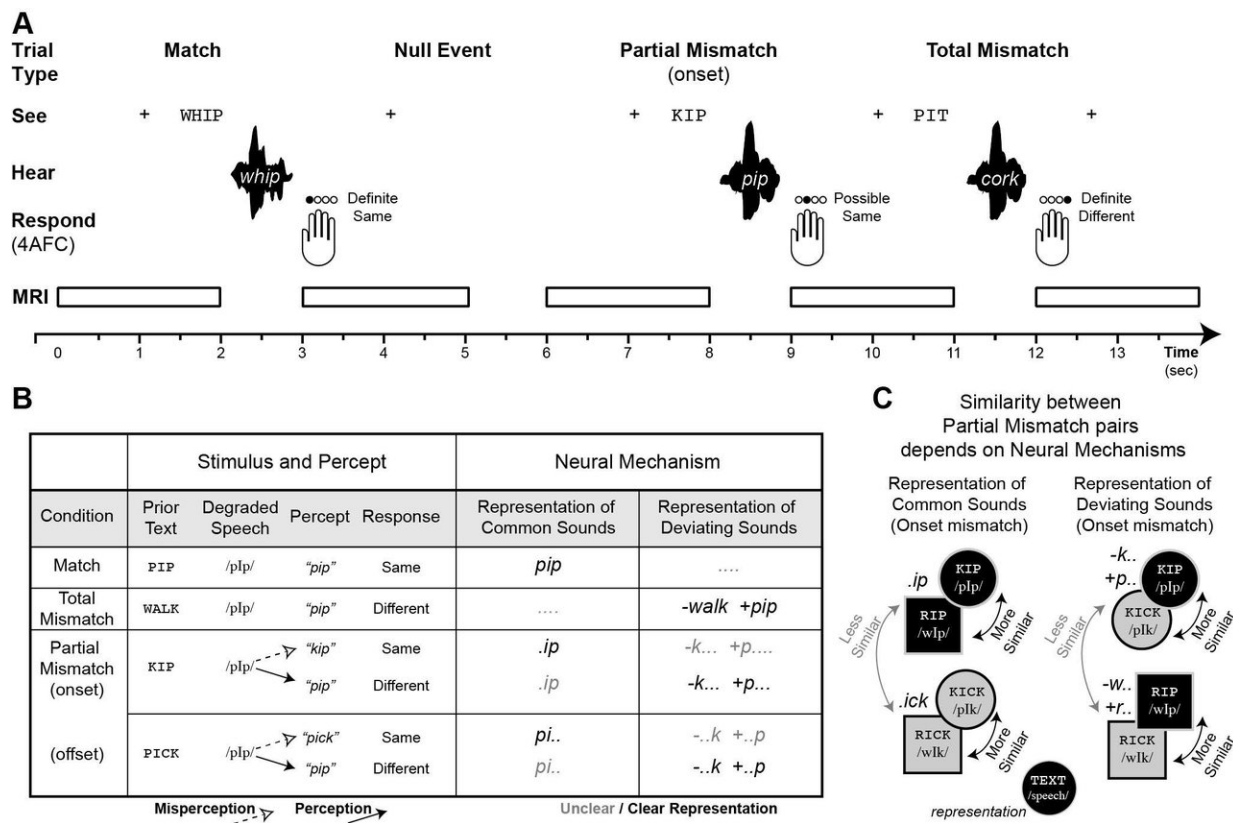 A
Trial Type
Match
Null Event
Partial Mismatch
(onset)
Total Mismatch
See
+
WHIP
+
+
KIP
+
PIT
+
Hear
whip
pip
cork
Respond
(4AFC)
Definite
Same
Possible
Same
Definite
Different
MRI
0 1 2 3 4 5 6 7 8 9 10 11 12 13 Time
(sec)
B
Stimulus and Percept Neural Mechanism
Condition Prior Text Degraded Speech Percept Response Representation of Common Sounds Representation of Deviating Sounds
Match PIP /pIp/ “pip” Same pip ....
Total Mismatch WALK /pIp/ “pip” Different .... -walk +pip
Partial Mismatch (onset) KIP /pIp/ “kip” Same .ip -k... +p....
“pip” Different .ip -k... +p...
(offset) PICK /pIp/ “pick” Same pi.. -..k +..p
“pip” Different pi.. -..k +..p
Misperception Perception Unclear / Clear Representation
C
Similarity between
Partial Mismatch pairs
depends on Neural Mechanisms
Representation of
Common Sounds
(Onset mismatch)
.ip
KIP
/pIp/
RIP
/wIp/
Less Similar
More Similar
.ick
KICK
/pIk/
RICK
/wIk/
More Similar
Representation of
Deviating Sounds
(Onset mismatch)
-k..
+p..
KIP
/pIp/
KICK
/pIk/
Less Similar
More Similar
-w..
+r..
RIP
/wIp/
RICK
/wIk/
More Similar
TEXT
/speech/
representation